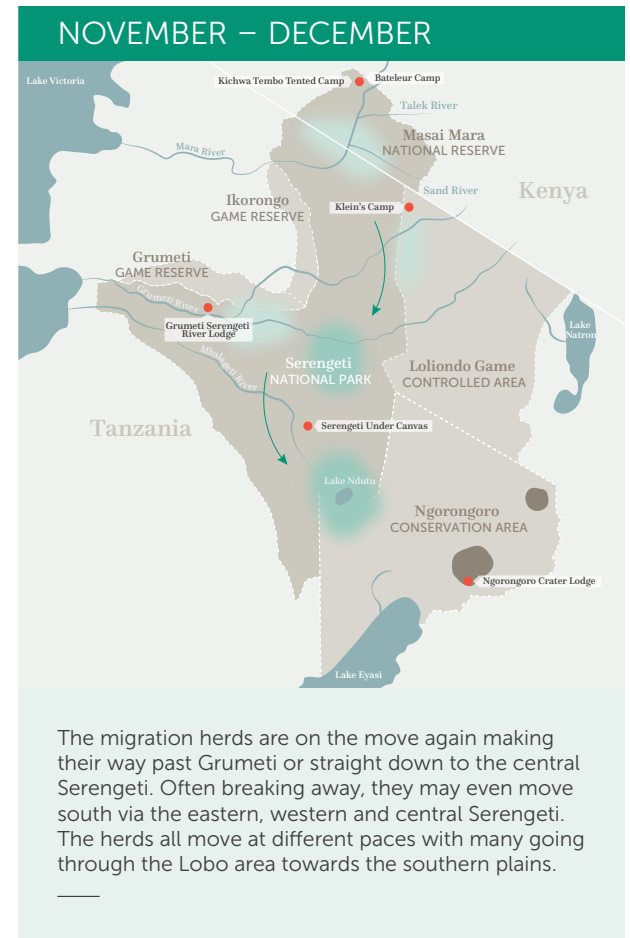 NOVEMBER – DECEMBER
Lake Victoria
Kichwa Tembo Tented Camp
Bateleur Camp
Talek River
Masai Mara
NATIONAL RESERVE
Mara River
Sand River
Kenya
Ikorongo
GAME RESERVE
Klein's Camp
Grumeti
GAME RESERVE
Grumeti River
Grumeti Serengeti
River Lodge
Lake
Natron
Mbalageti River
Serengeti
NATIONAL PARK
Loliondo Game
CONTROLLED AREA
Tanzania
Serengeti Under Canvas
Lake Ndutu
Ngorongoro
CONSERVATION AREA
Ngorongoro Crater Lodge
Lake Eyasi
The migration herds are on the move again making
their way past Grumeti or straight down to the central
Serengeti. Often breaking away, they may even move
south via the eastern, western and central Serengeti.
The herds all move at different paces with many going
through the Lobo area towards the southern plains.